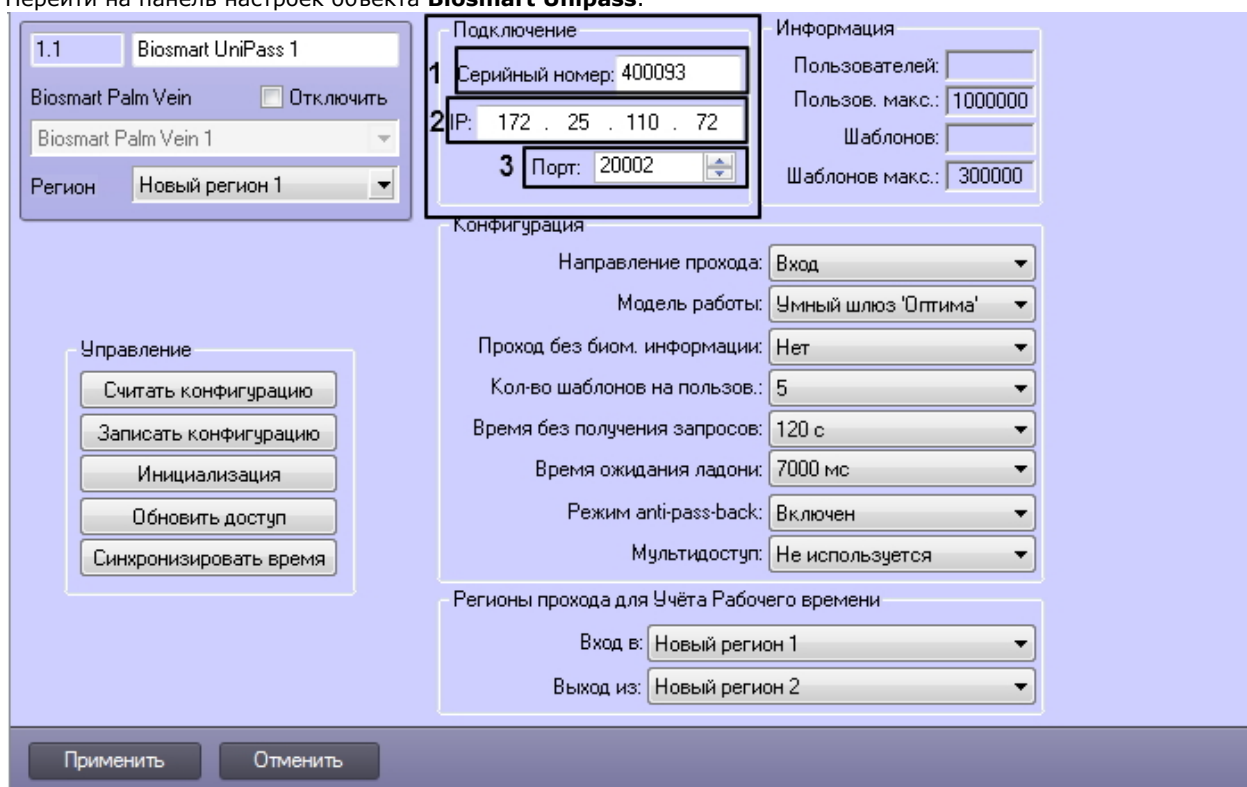 Перейти на панель настроек объекта Biosmart Unipass.
1.1 Biosmart UniPass 1
Biosmart Palm Vein Отключить
Biosmart Palm Vein 1
Регион Новый регион 1
Подключение
1 Серийный номер: 400093
2 IP: 172 . 25 . 110 . 72
3 Порт: 20002
Информация
Пользователей:
Пользов. макс.: 1000000
Шаблонов:
Шаблонов макс.: 300000
Конфигурация
Направление прохода: Вход
Модель работы: Умный шлюз 'Оптима'
Проход без биом. информации: Нет
Кол-во шаблонов на пользов.: 5
Время без получения запросов: 120 с
Время ожидания ладони: 7000 мс
Режим anti-pass-back: Включен
Мультидоступ: Не используется
Управление
Считать конфигурацию
Записать конфигурацию
Инициализация
Обновить доступ
Синхронизировать время
Регионы прохода для Учёта Рабочего времени
Вход в: Новый регион 1
Выход из: Новый регион 2
Применить Отменить